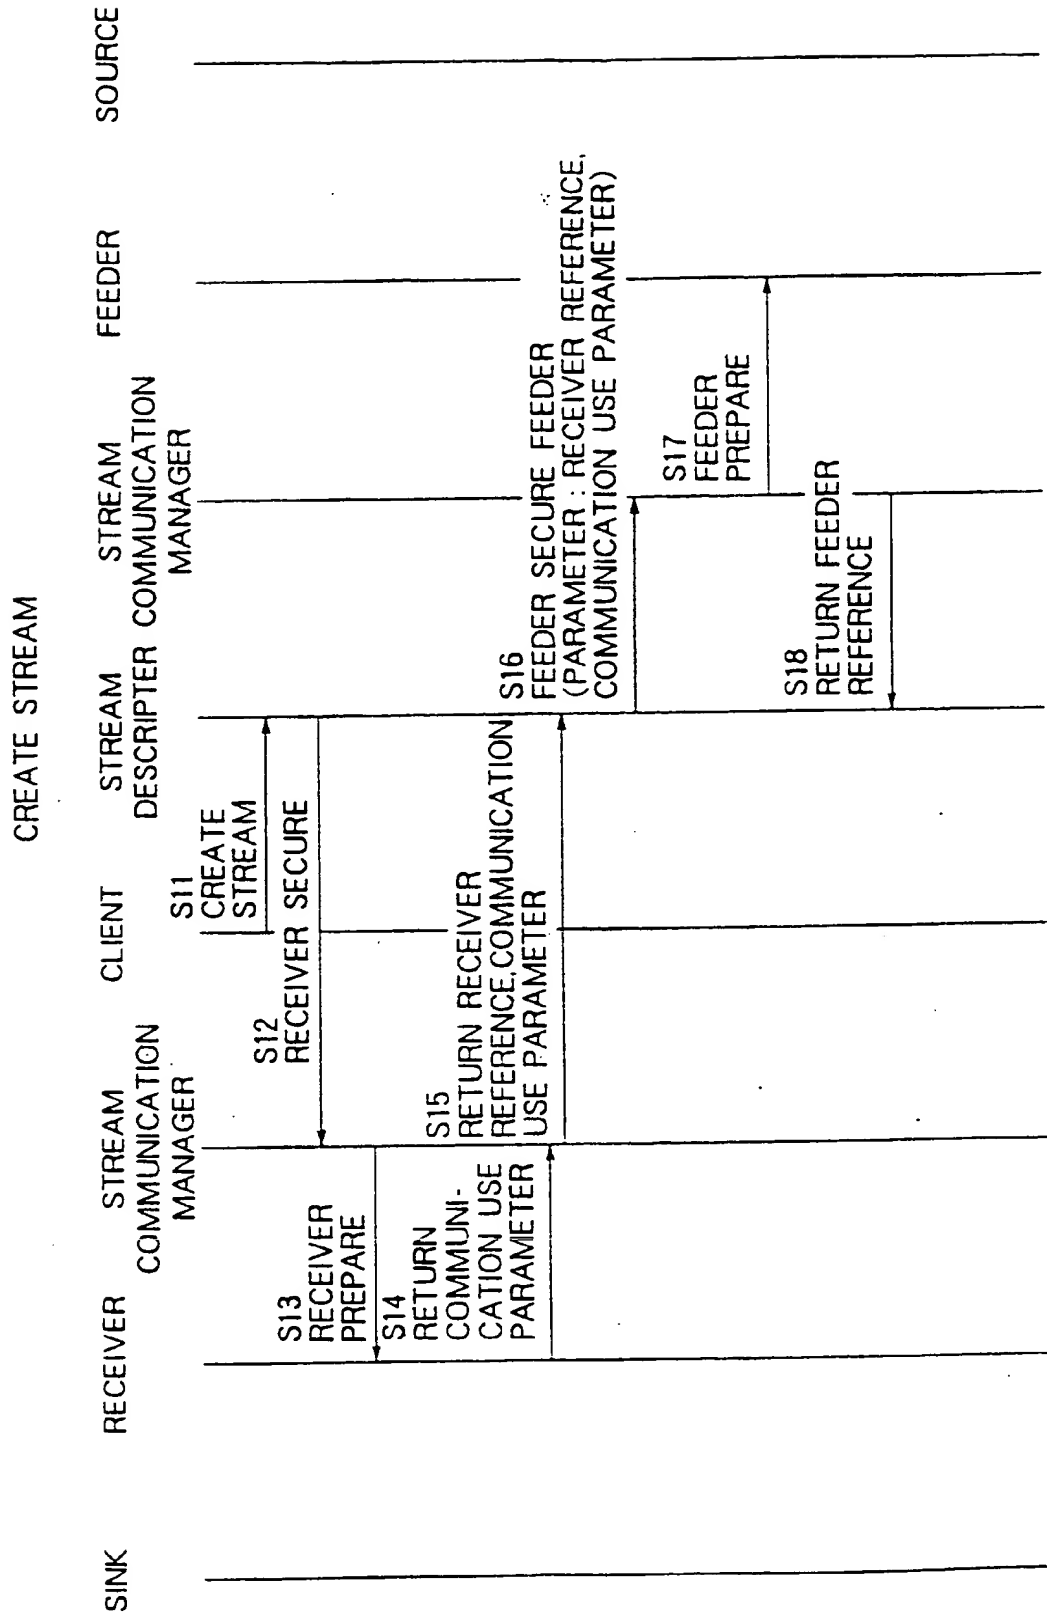 CREATE STREAM
SINK
RECEIVER
STREAM
COMMUNICATION
MANAGER
CLIENT
STREAM
DESCRIPTER
STREAM
COMMUNICATION
MANAGER
FEEDER
SOURCE
S11
CREATE
STREAM
S12
RECEIVER SECURE
S13
RECEIVER
PREPARE
S14
RETURN
COMMUNI-
CATION USE
PARAMETER
S15
RETURN RECEIVER
REFERENCE,COMMUNICATION
USE PARAMETER
S16
FEEDER SECURE FEEDER
(PARAMETER : RECEIVER REFERENCE,
COMMUNICATION USE PARAMETER)
S17
FEEDER
PREPARE
S18
RETURN FEEDER
REFERENCE